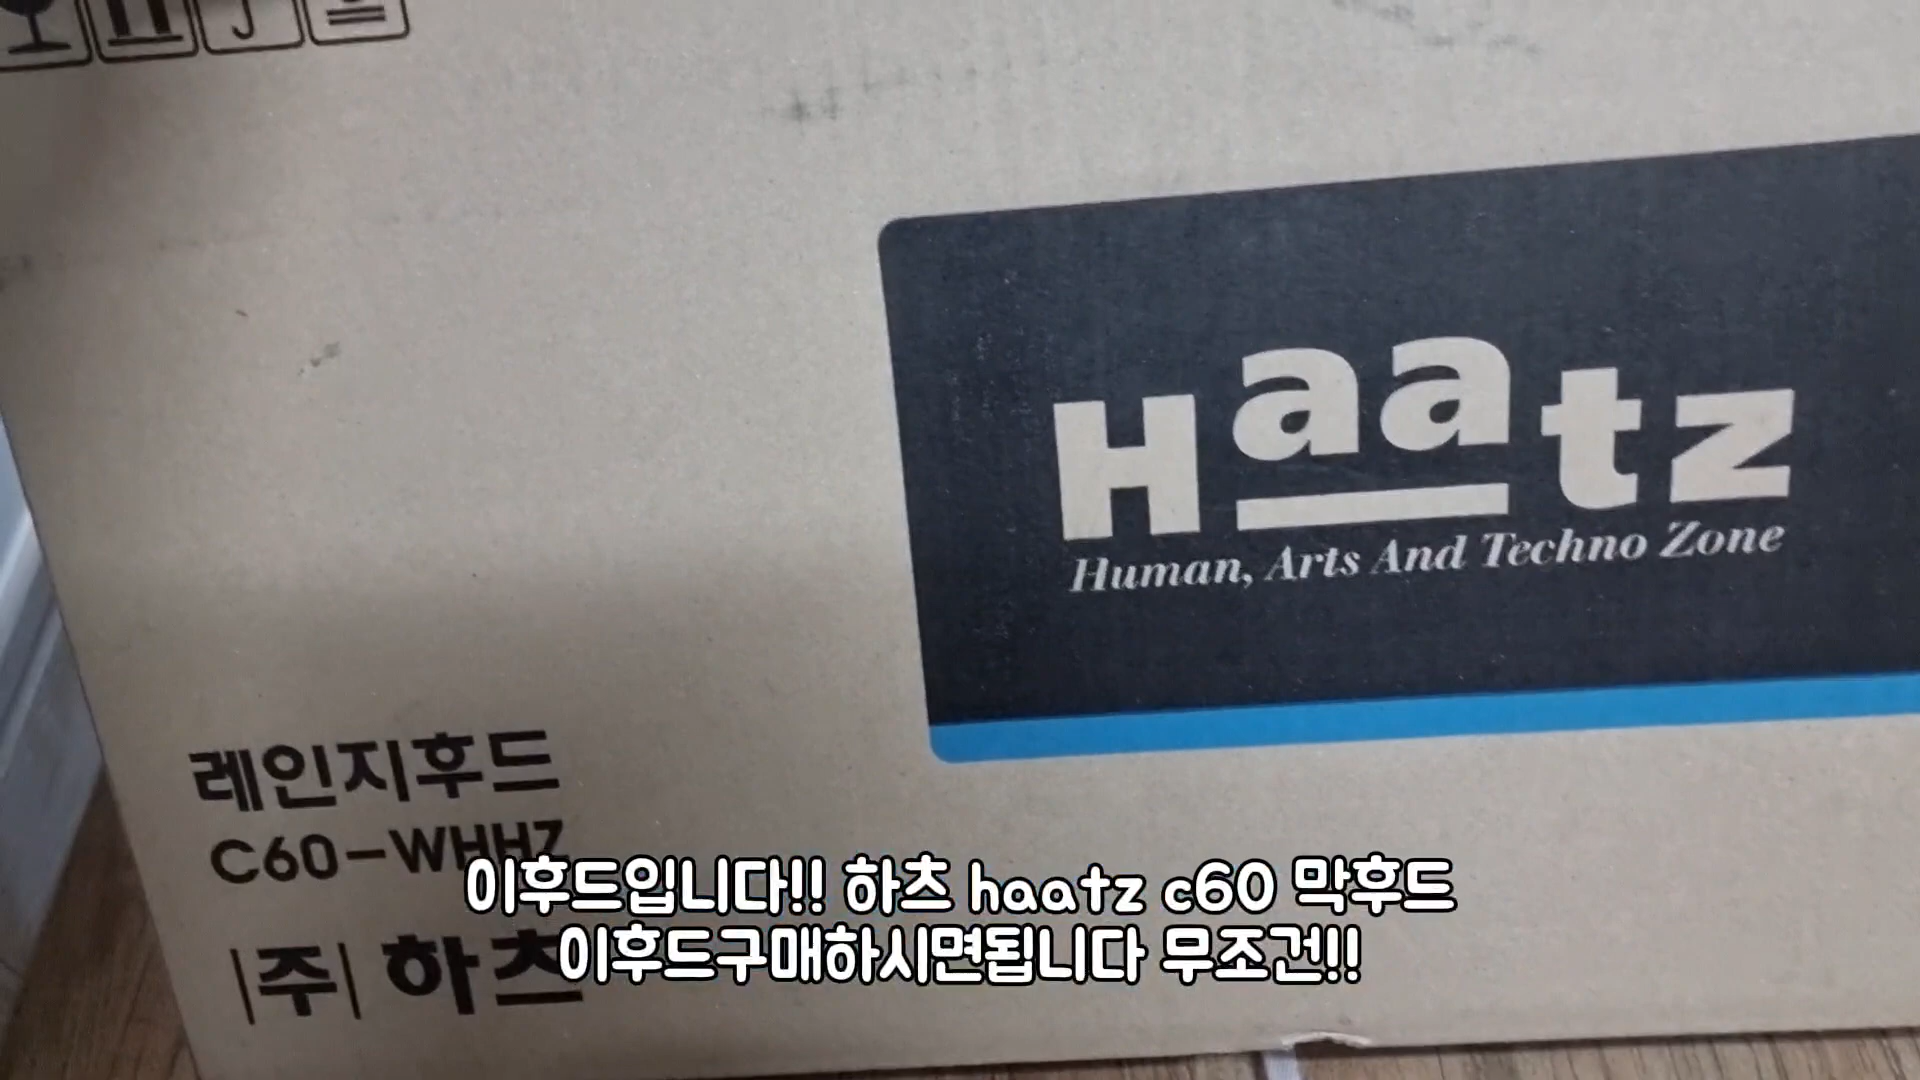 Haatz
Human, Arts And Techno Zone
레인지후드
C60-WHHZ
이후드입니다!! 하츠 haatz c60 막후드
이후드구매하시면됩니다 무조건!!
|주| 하츠